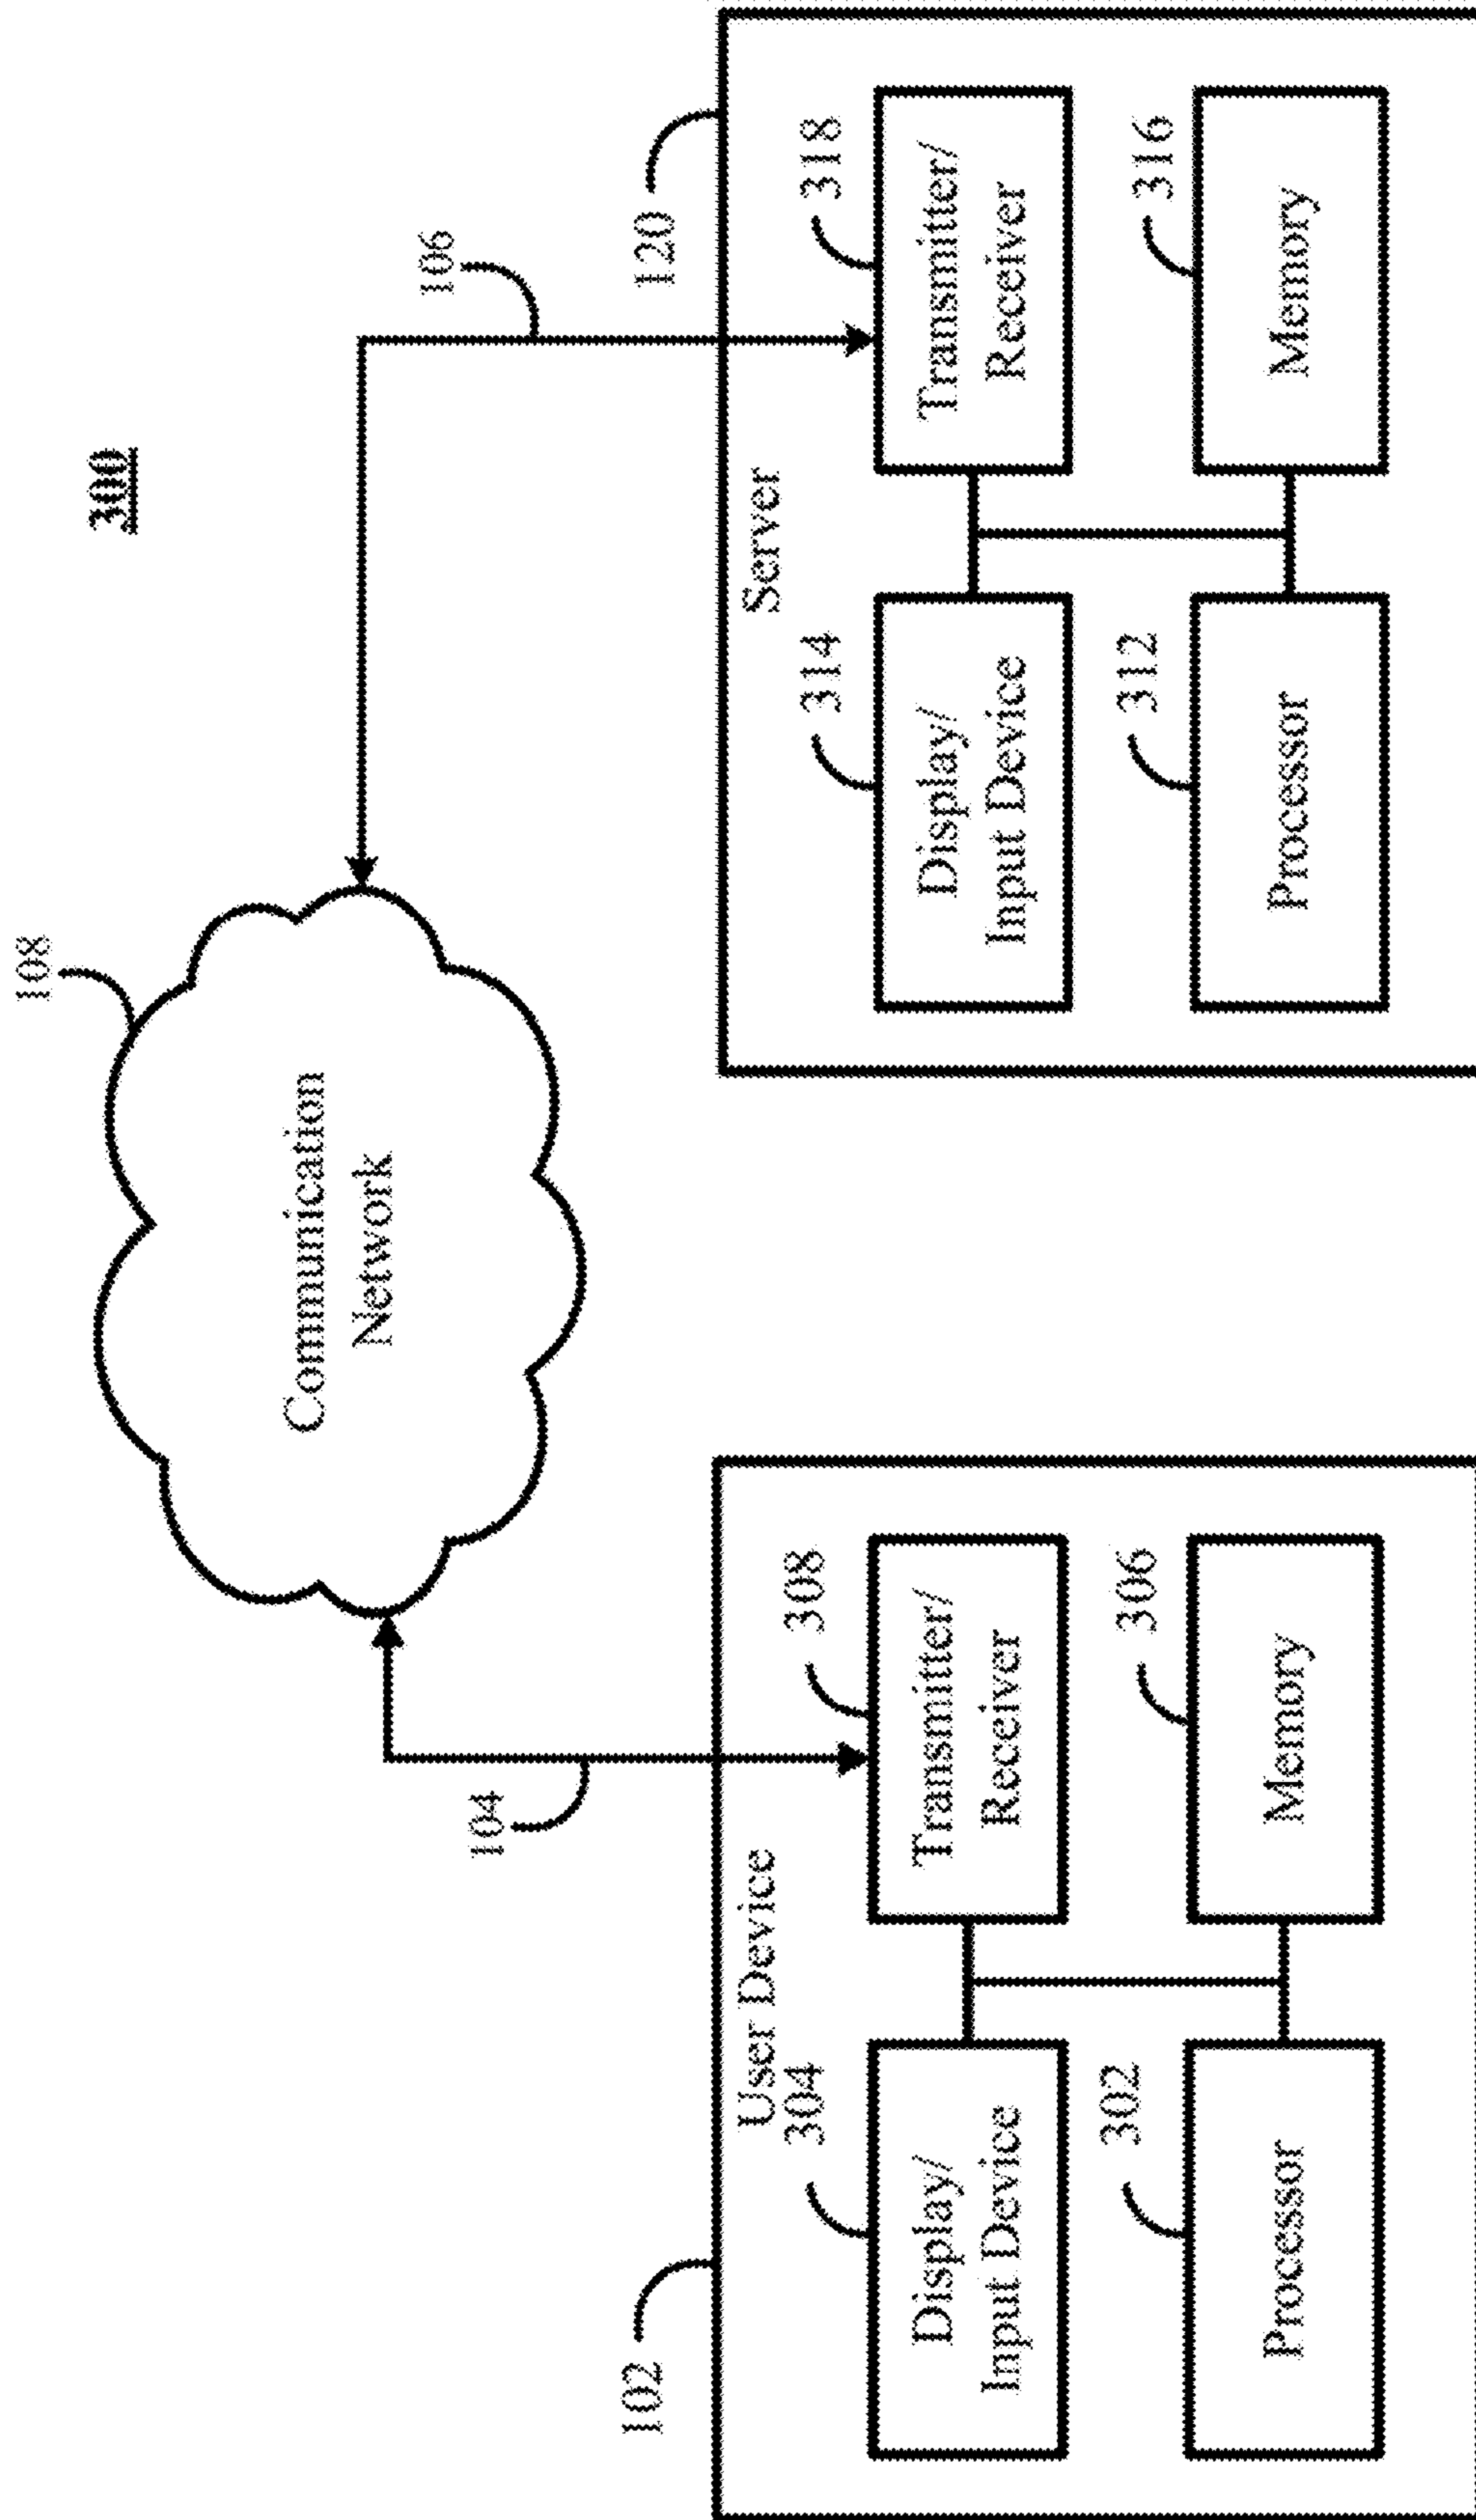 300
108
Communication
Network
104
106
102
120
User Device
304
308
Display/
Input Device
Transmitter/
Receiver
302
306
Processor
Memory
Server
314
318
Display/
Input Device
Transmitter/
Receiver
312
316
Processor
Memory